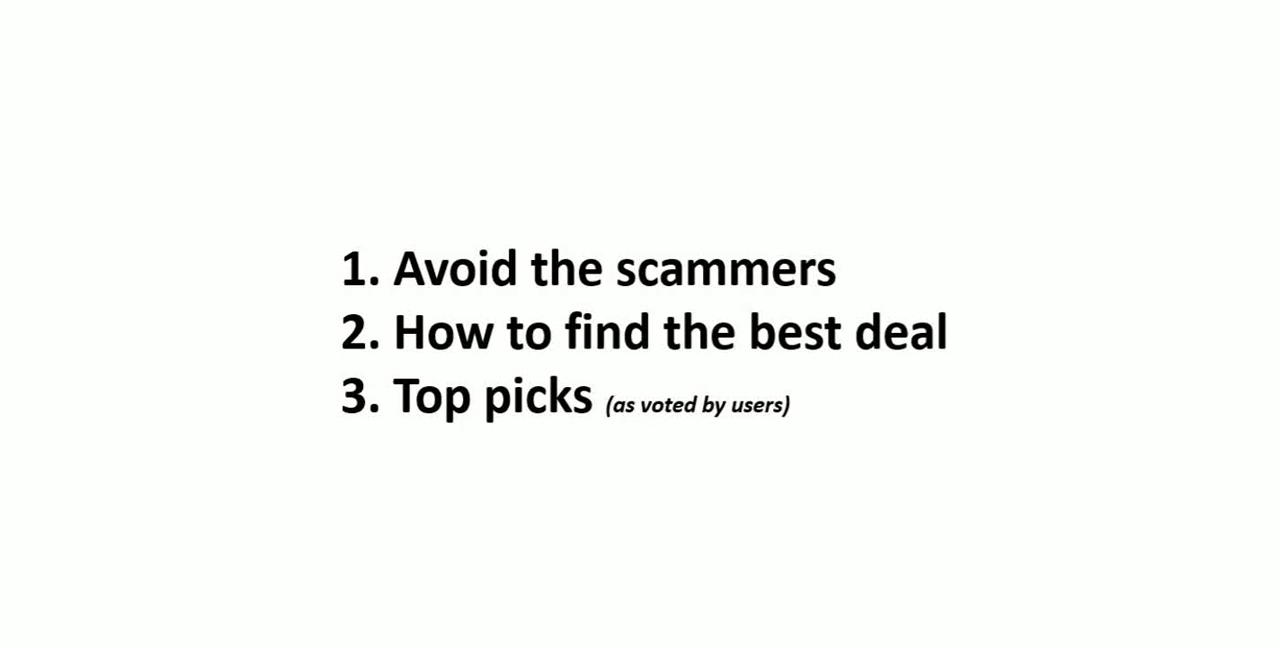 1. Avoid the scammers
2. How to find the best deal
3. Top picks (as voted by users)